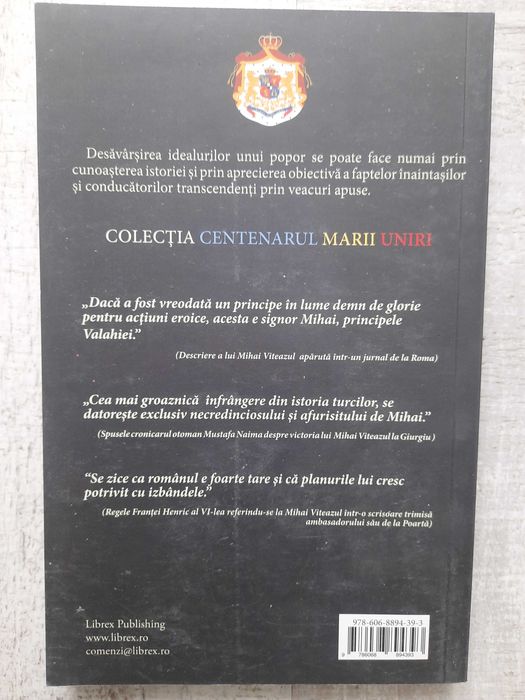 Desăvârșirea idealurilor unui popor se poate face numai prin
cunoașterea istoriei și prin aprecierea obiectivă a faptelor înaintașilor
și conducătorilor transcendenți prin veacuri apuse.
COLECȚIA CENTENARUL MARII UNIRI
„Dacă a fost vreodată un principe în lume demn de glorie
pentru acțiuni eroice, acesta e signor Mihai, principele
Valahiei.”
(Descriere a lui Mihai Viteazul apărută într-un jurnal de la Roma)
„Cea mai groaznică înfrângere din istoria turcilor, se
datorește exclusiv necredinciosului și afurisitului de Mihai.”
(Spusele cronicarul otoman Mustafa Naima despre victoria lui Mihai Viteazul la Giurgiu)
“Se zice ca românul e foarte tare și că planurile lui cresc
potrivit cu izbândele.”
(Regele Franței Henric al VI-lea referindu-se la Mihai Viteazul într-o scrisoare trimisă
ambasadorului său de la Poartă)
Librex Publishing
www.librex.ro
comenzi@librex.ro
978-606-8894-39-3
9 786068 894393